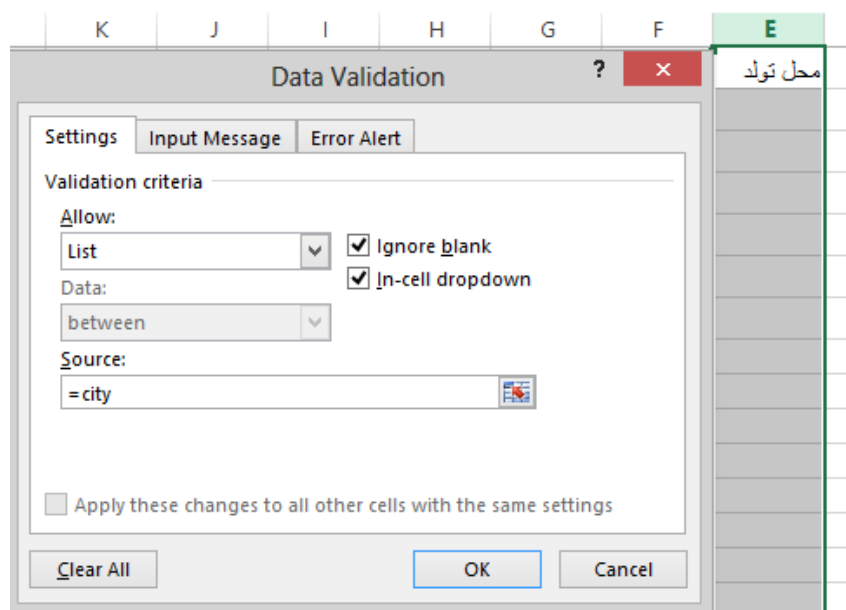 K J I H G F E
Data Validation ? ×
محل تولد
Settings Input Message Error Alert
Validation criteria
Allow:
List
Ignore blank
In-cell dropdown
Data:
between
Source:
=city
Apply these changes to all other cells with the same settings
Clear All OK Cancel